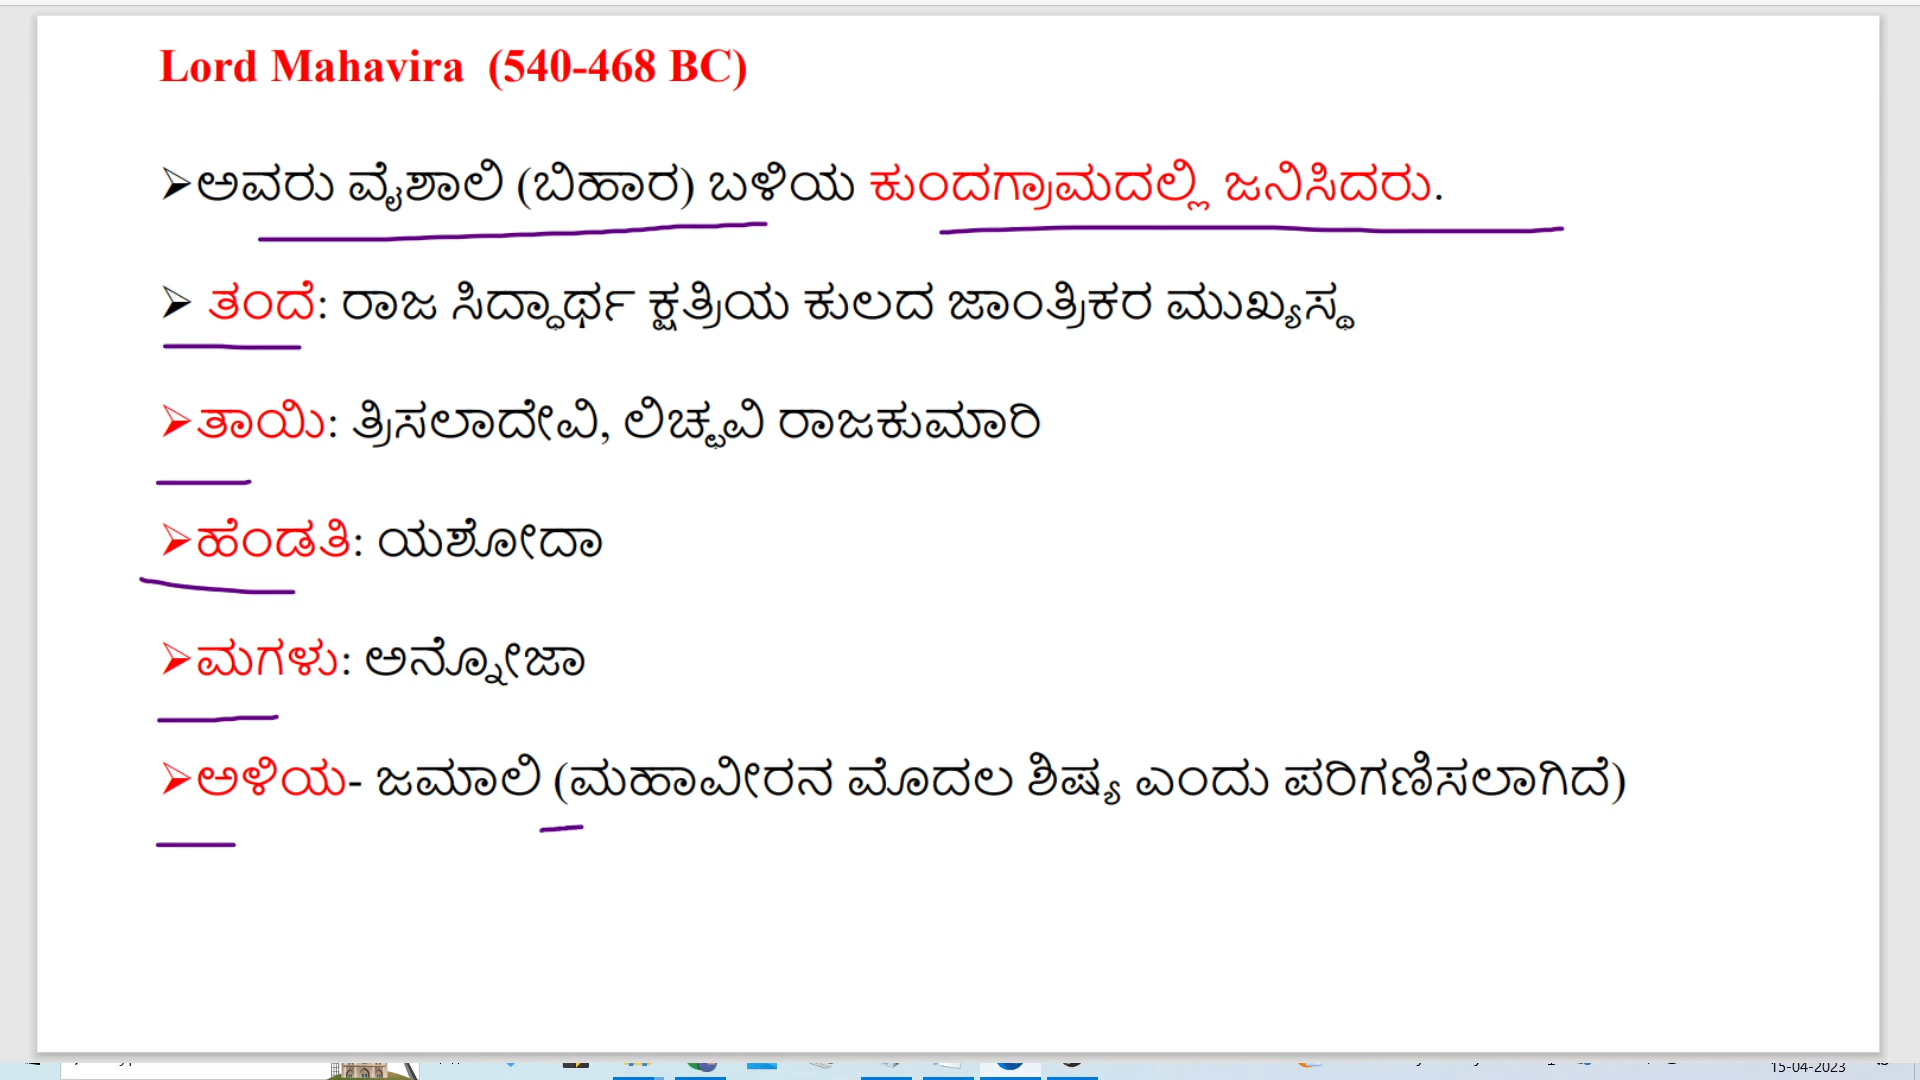 Lord Mahavira (540-468 BC)
➢ಅವರು ವೈಶಾಲಿ (ಬಿಹಾರ) ಬಳಿಯ ಕುಂದಗ್ರಾಮದಲ್ಲಿ ಜನಿಸಿದರು.
➢ ತಂದೆ: ರಾಜ ಸಿದ್ಧಾರ್ಥ ಕ್ಷತ್ರಿಯ ಕುಲದ ಜಾಂತ್ರಿಕರ ಮುಖ್ಯಸ್ಥ
➢ತಾಯಿ: ತ್ರಿಸಲಾದೇವಿ, ಲಿಚ್ಛವಿ ರಾಜಕುಮಾರಿ
➢ಹೆಂಡತಿ: ಯಶೋದಾ
➢ಮಗಳು: ಅನ್ನೋಜಾ
➢ಅಳಿಯ- ಜಮಾಲಿ (ಮಹಾವೀರನ ಮೊದಲ ಶಿಷ್ಯ ಎಂದು ಪರಿಗಣಿಸಲಾಗಿದೆ)
15-04-2023